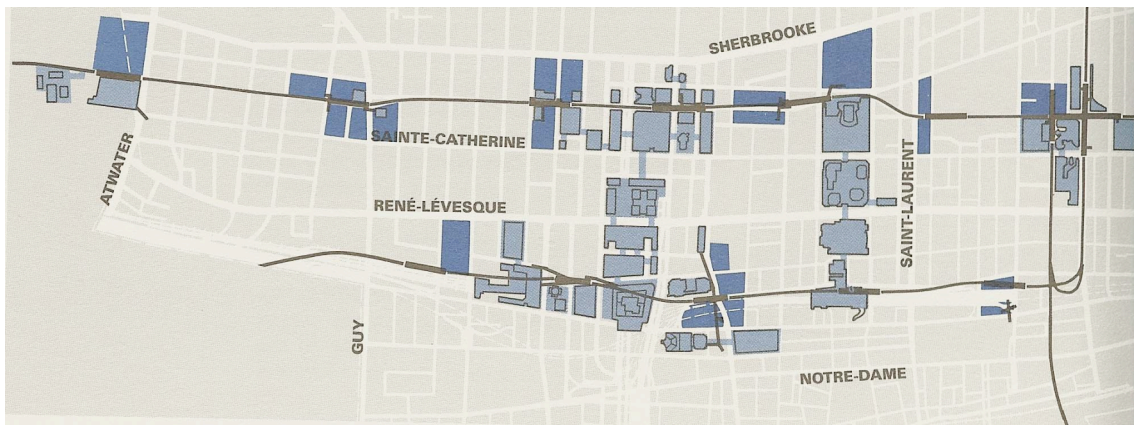 SHERBROOKE
SAINTE-CATHERINE
ATWATER
RENÉ-LÉVESQUE
SAINT-LAURENT
GUY
NOTRE-DAME